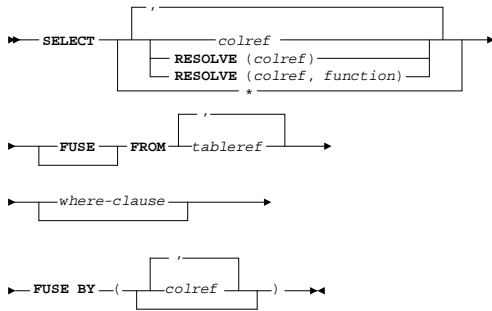 ,
SELECT colref
RESOLVE (colref)
RESOLVE (colref, function)
*
,
FUSE FROM tableref
where-clause
,
FUSE BY ( colref )